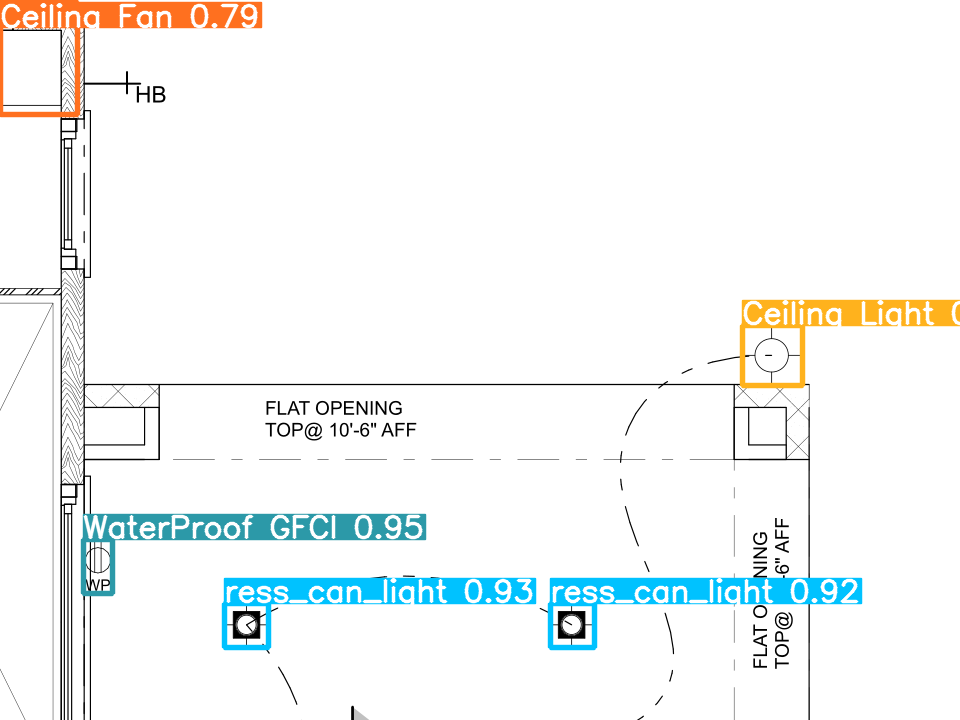 Ceiling Fan 0.79
HB
Ceiling Light
FLAT OPENING
TOP@ 10'-6" AFF
WaterProof GFCI 0.95
WP
ress_can_light 0.93
ress_can_light 0.92
FLAT O NING
TOP@ -6" AFF